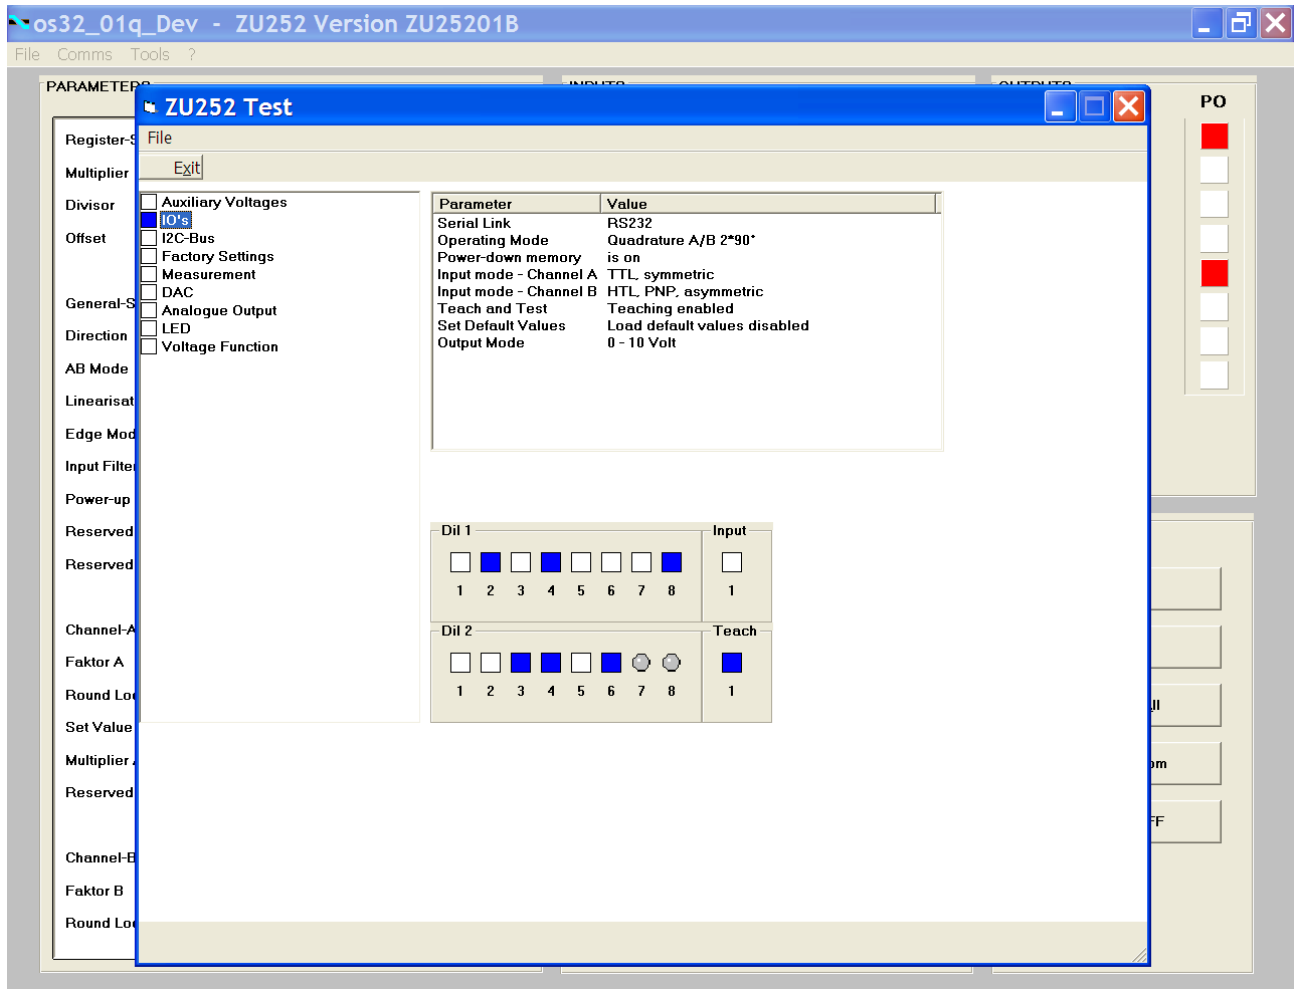 os32_01q_Dev - ZU252 Version ZU25201B
File Comms Tools ?
ZU252 Test
File
Exit
Auxiliary Voltages
IO's
I2C-Bus
Factory Settings
Measurement
DAC
Analogue Output
LED
Voltage Function
Parameter Value
Serial Link RS232
Operating Mode Quadrature A/B 2*90°
Power-down memory is on
Input mode - Channel A TTL, symmetric
Input mode - Channel B HTL, PNP, asymmetric
Teach and Test Teaching enabled
Set Default Values Load default values disabled
Output Mode 0 - 10 Volt
Dil 1 Input
1 2 3 4 5 6 7 8 1
Dil 2 Teach
1 2 3 4 5 6 7 8 1
PO
Register-S
Multiplier
Divisor
Offset
General-S
Direction
AB Mode
Linearisat
Edge Mod
Input Filter
Power-up
Reserved
Reserved
Channel-A
Faktor A
Round Loo
Set Value
Multiplier
Reserved
Channel-B
Faktor B
Round Loo